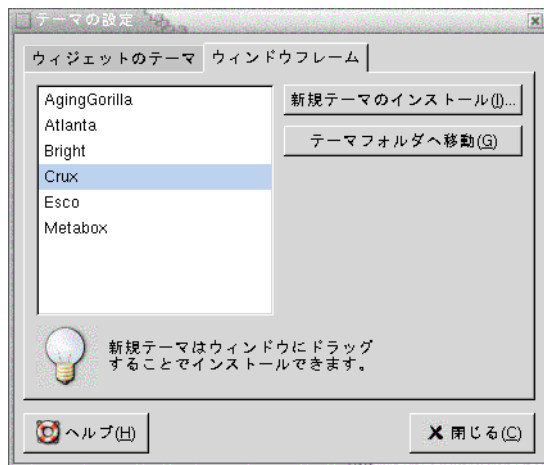 テーマの設定
ウィジェットのテーマ ウィンドウフレーム
AgingGorilla
Atlanta
Bright
Crux
Esco
Metabox
新規テーマのインストール(I)...
テーマフォルダへ移動(G)
新規テーマはウィンドウにドラッグ
することでインストールできます。
ヘルプ(H)
閉じる(C)